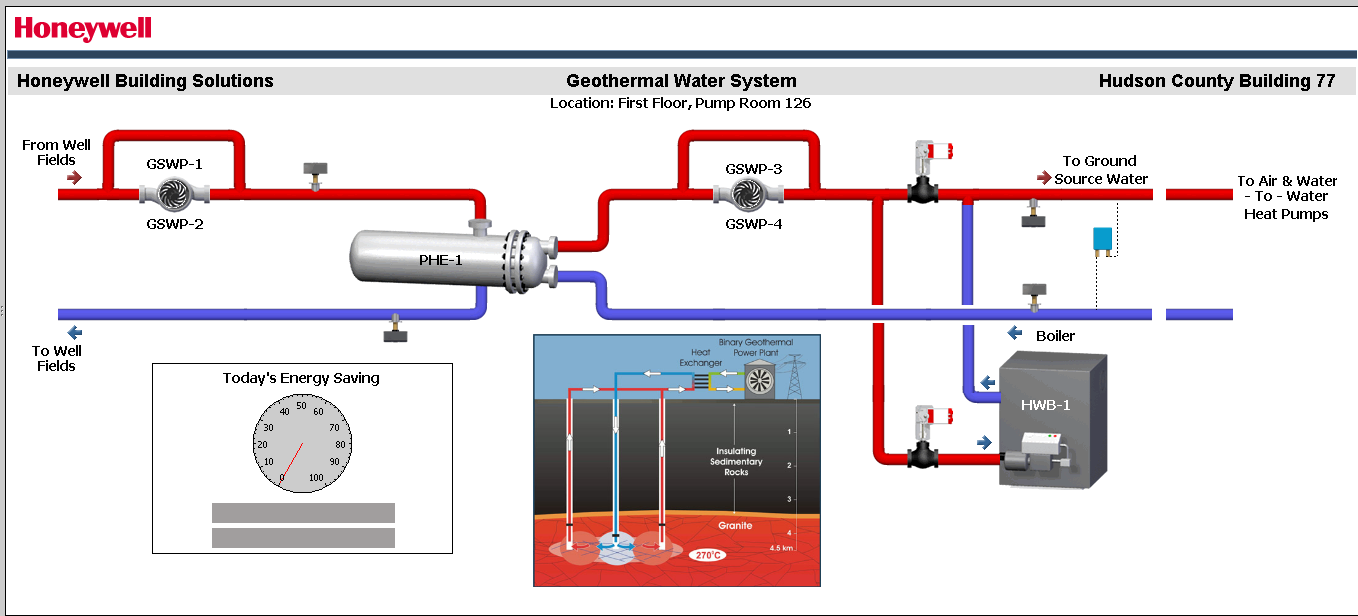 Honeywell
Honeywell Building Solutions
Geothermal Water System
Hudson County Building 77
Location: First Floor, Pump Room 126
From Well
Fields
GSWP-1
GSWP-2
GSWP-3
GSWP-4
To Ground
Source Water
To Air & Water
- To - Water
Heat Pumps
PHE-1
To Well
Fields
Boiler
HWB-1
Today's Energy Saving
0
10
20
30
40
50
60
70
80
90
100
Binary Geothermal
Power Plant
Heat
Exchanger
1
Insulating
Sedimentary
Rocks
2
3
Granite
4
4.5 km
270°C